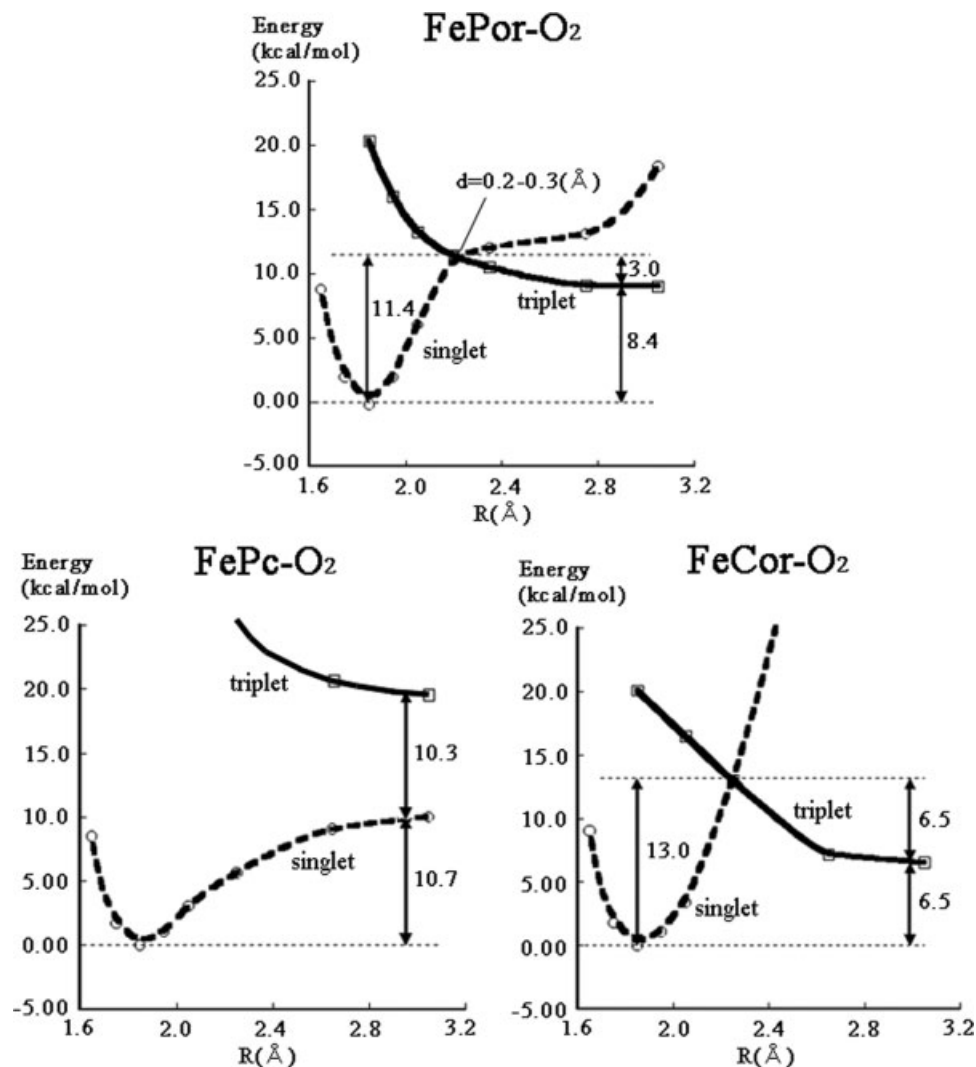 Energy
(kcal/mol)
FePor-O2
25.0
20.0
15.0
10.0
5.00
0.00
-5.00
d=0.2-0.3(Å)
3.0
11.4
triplet
8.4
singlet
1.6 2.0 2.4 2.8 3.2
R(Å)
Energy
(kcal/mol)
FePc-O2
25.0
20.0
15.0
10.0
5.00
0.00
-5.00
triplet
10.3
singlet
10.7
1.6 2.0 2.4 2.8 3.2
R(Å)
Energy
(kcal/mol)
FeCor-O2
25.0
20.0
15.0
10.0
5.00
0.00
-5.00
triplet
6.5
13.0
singlet
6.5
1.6 2.0 2.4 2.8 3.2
R(Å)